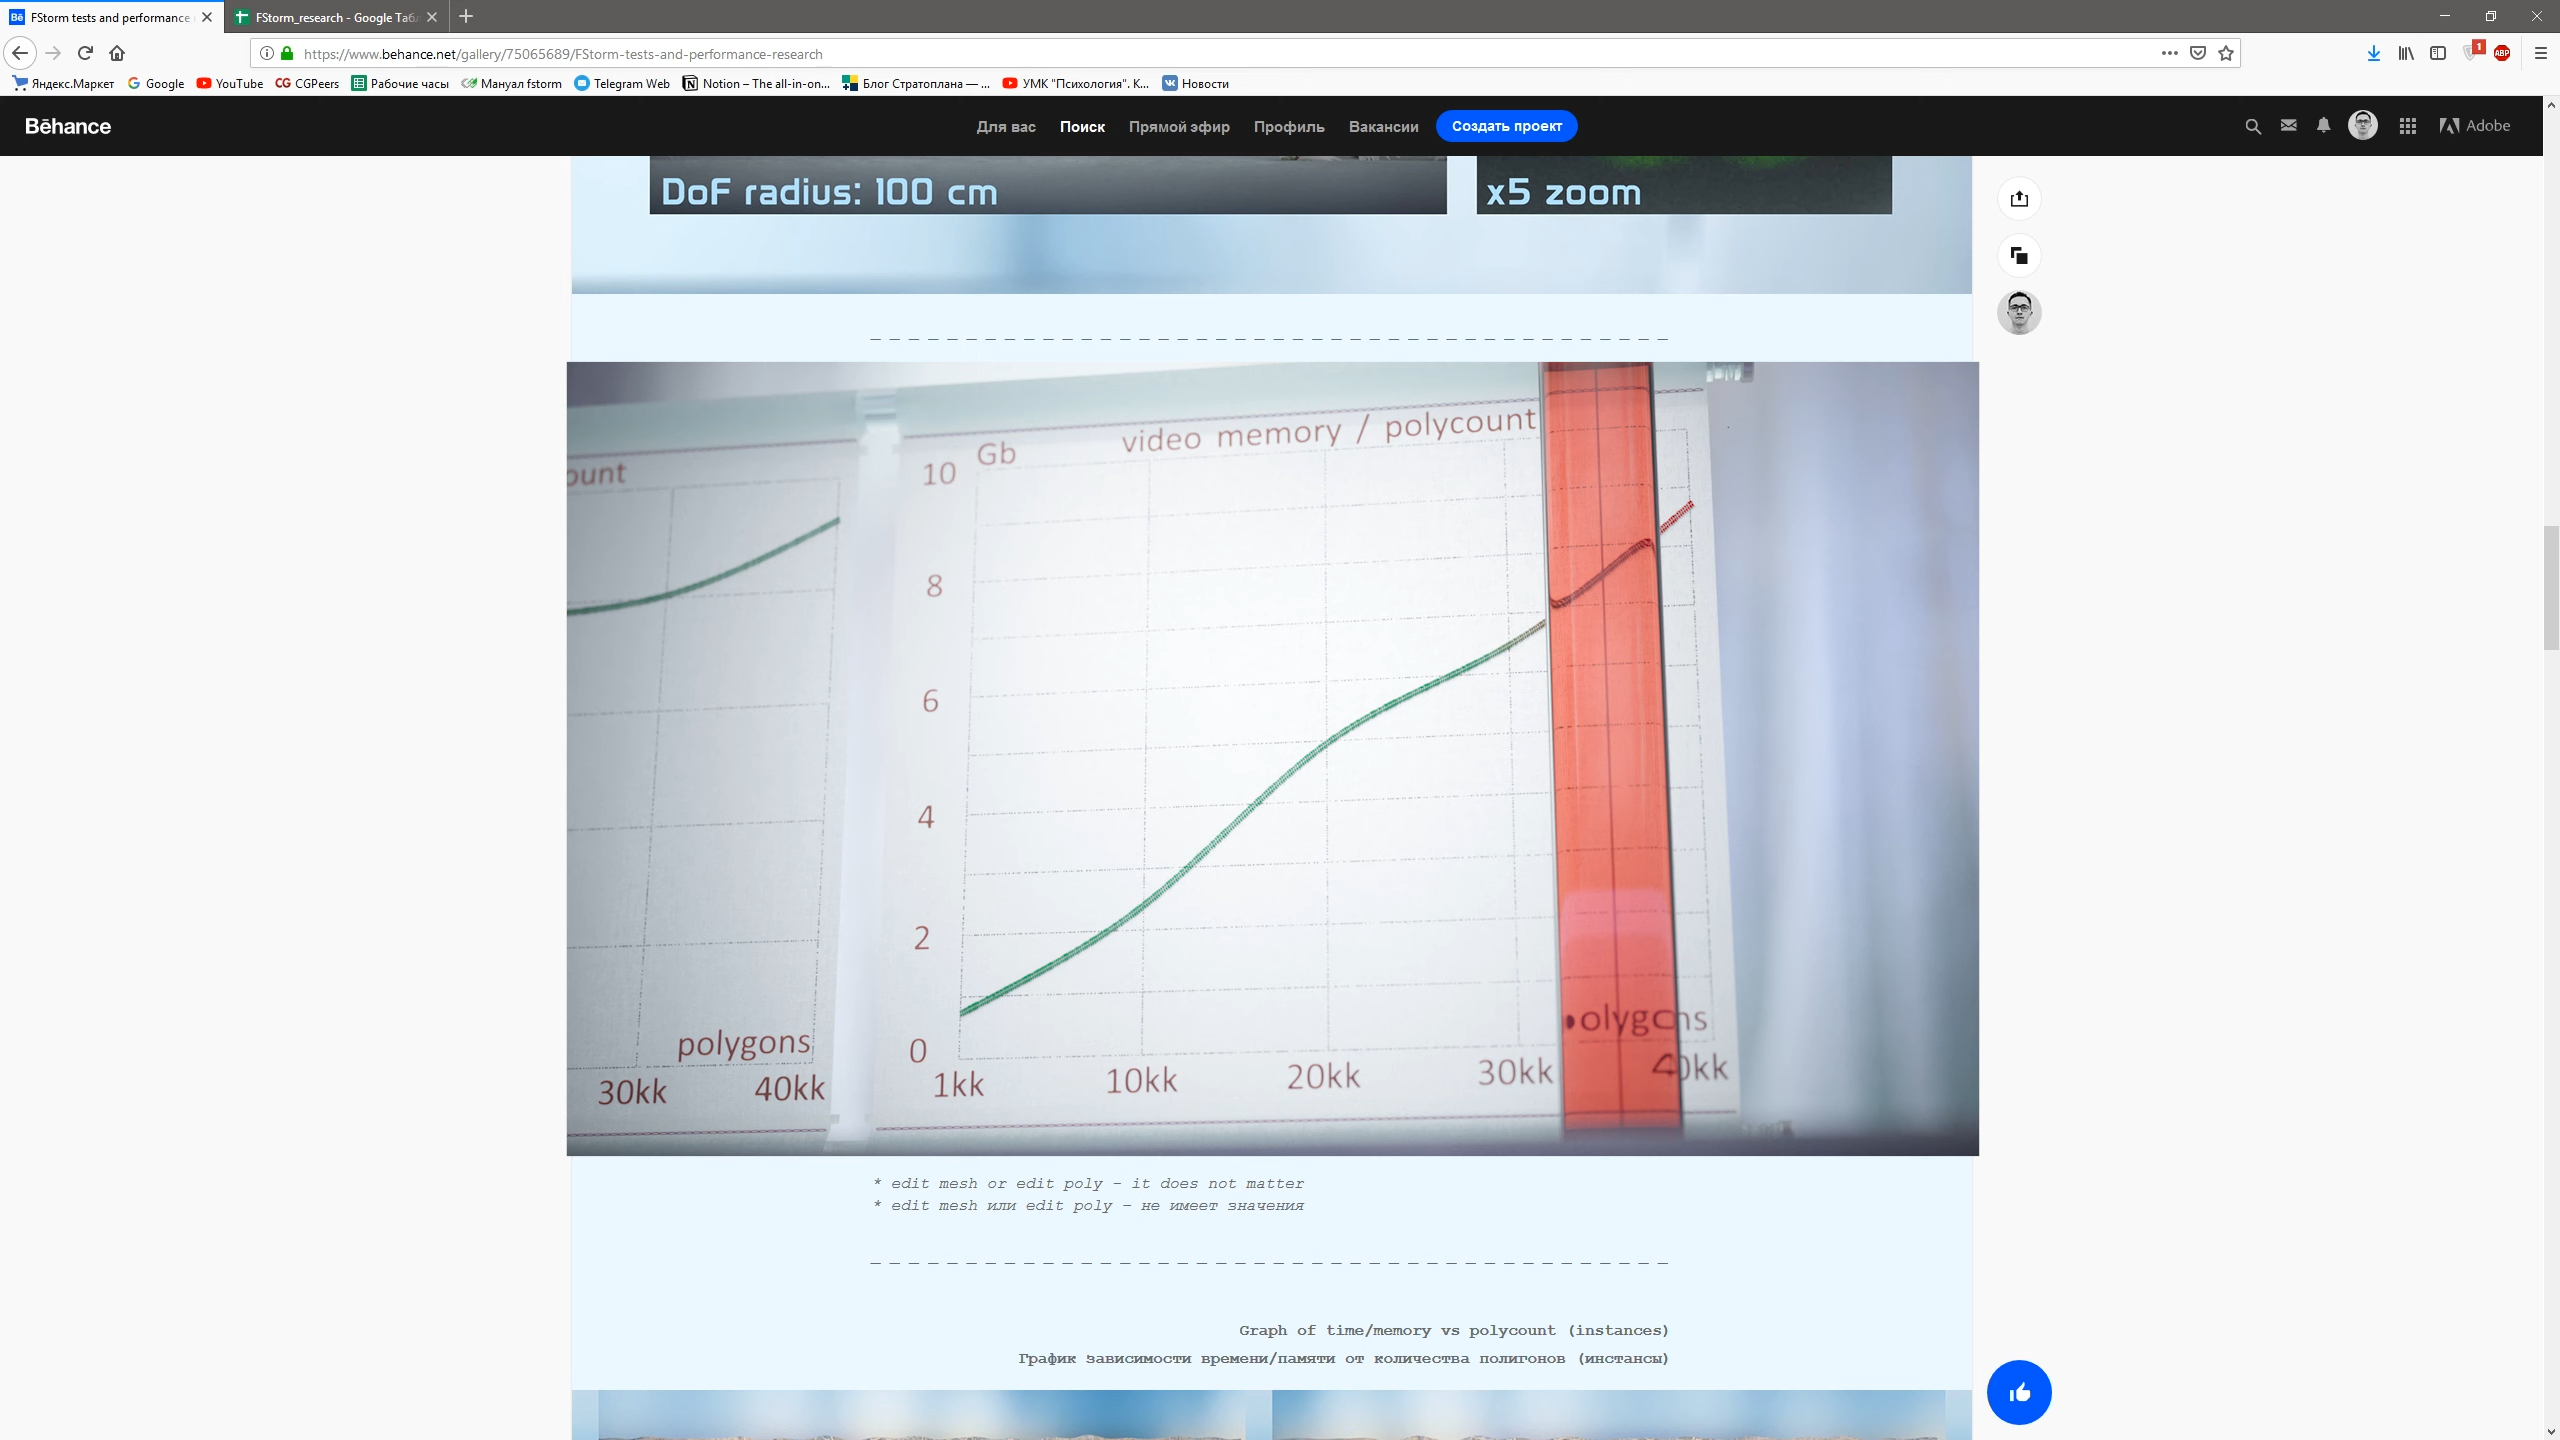 FStorm tests and performance
FStorm_research - Google Таб
https://www.behance.net/gallery/75065689/FStorm-tests-and-performance-research
1
ABP
Яндекс.Маркет
Google
YouTube
CGPeers
Рабочие часы
Мануал fstorm
Telegram Web
Notion – The all-in-on...
Блог Стратоплана — ...
УМК "Психология". К...
Новости
Bēhance
Для вас
Поиск
Прямой эфир
Профиль
Вакансии
Создать проект
Adobe
DoF radius: 100 cm
x5 zoom
ount
polygons
30kk 40kk
Gb
video memory / polycount
10
8
6
4
2
0
olygons
1kk 10kk 20kk 30kk 40kk
* edit mesh or edit poly - it does not matter
* edit mesh или edit poly - не имеет значения
Graph of time/memory vs polycount (instances)
График зависимости времени/памяти от количества полигонов (инстансы)